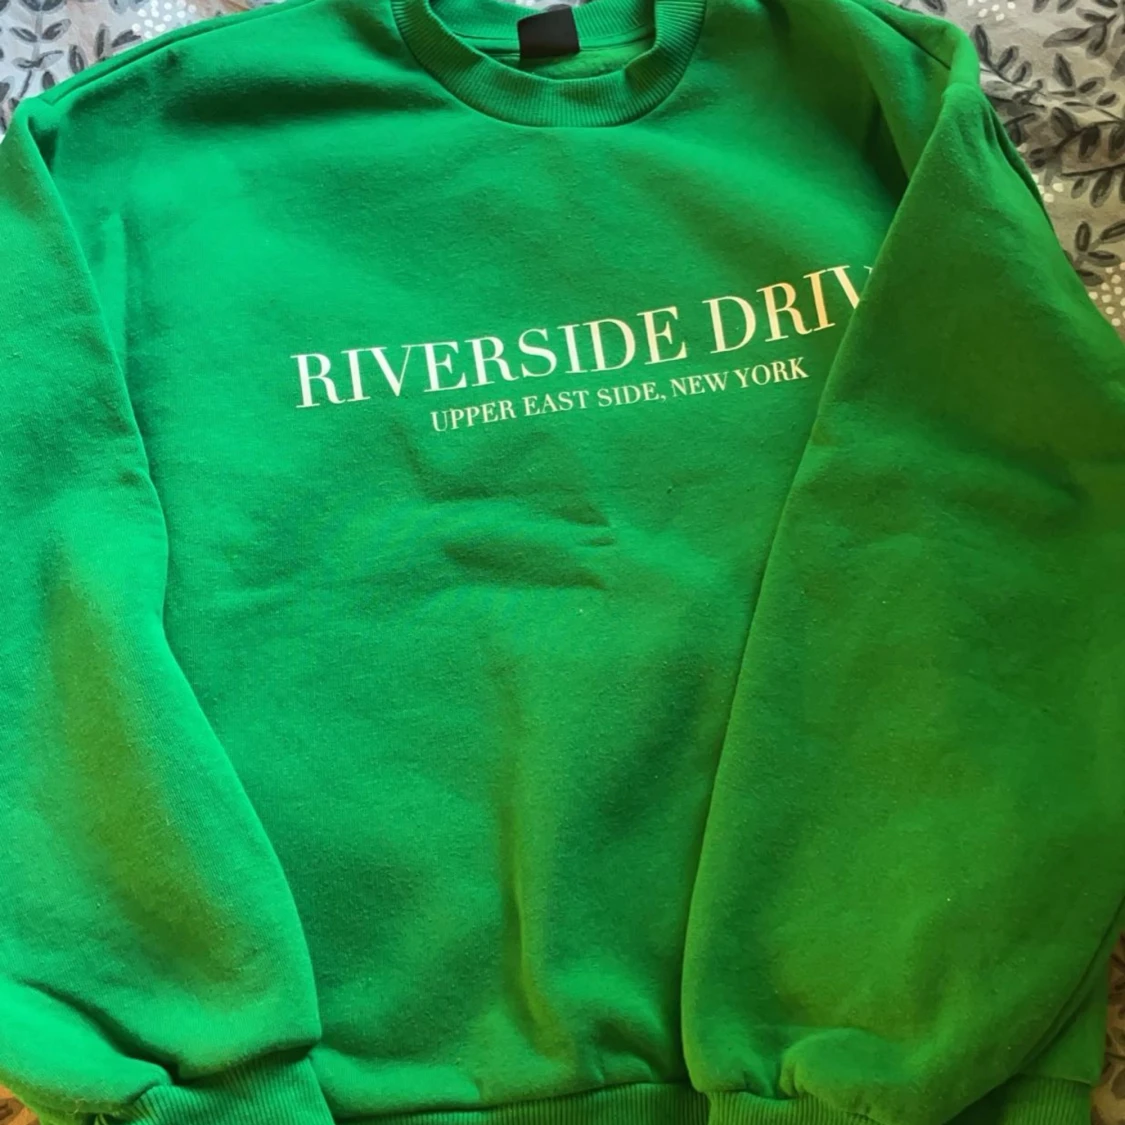 RIVERSIDE DRIV
UPPER EAST SIDE, NEW YORK